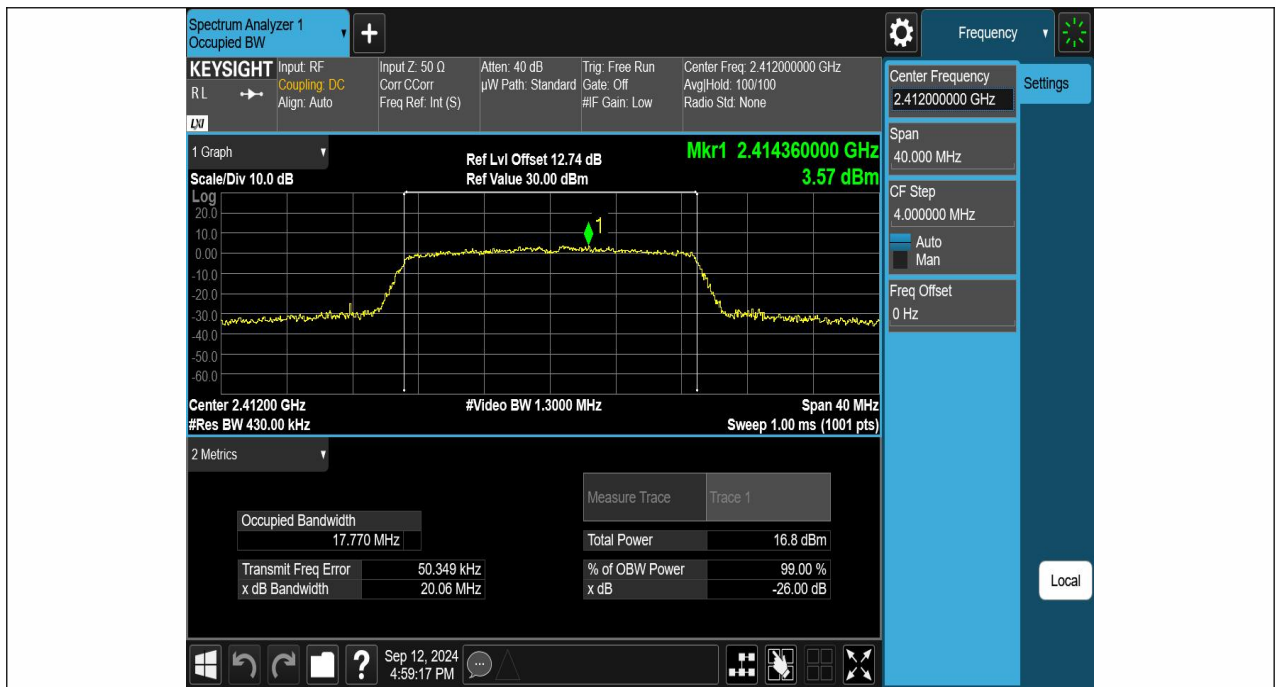 Spectrum Analyzer 1
Occupied BW
+
Frequency
KEYSIGHT
R L
LXI
Input: RF
Coupling: DC
Align: Auto
Input Z: 50 Ω
Corr CCorr
Freq Ref: Int (S)
Atten: 40 dB
µW Path: Standard
Trig: Free Run
Gate: Off
#IF Gain: Low
Center Freq: 2.412000000 GHz
Avg|Hold: 100/100
Radio Std: None
Center Frequency
2.412000000 GHz
Settings
Span
40.000 MHz
CF Step
4.000000 MHz
Auto
Man
Freq Offset
0 Hz
Local
1 Graph
Scale/Div 10.0 dB
Ref Lvl Offset 12.74 dB
Ref Value 30.00 dBm
Mkr1 2.414360000 GHz
3.57 dBm
Log
20.0
10.0
0.00
-10.0
-20.0
-30.0
-40.0
-50.0
-60.0
1
Center 2.41200 GHz
#Res BW 430.00 kHz
#Video BW 1.3000 MHz
Span 40 MHz
Sweep 1.00 ms (1001 pts)
2 Metrics
Measure Trace Trace 1
Occupied Bandwidth
17.770 MHz
Total Power 16.8 dBm
Transmit Freq Error 50.349 kHz
% of OBW Power 99.00 %
x dB Bandwidth 20.06 MHz
x dB -26.00 dB
?
Sep 12, 2024
4:59:17 PM